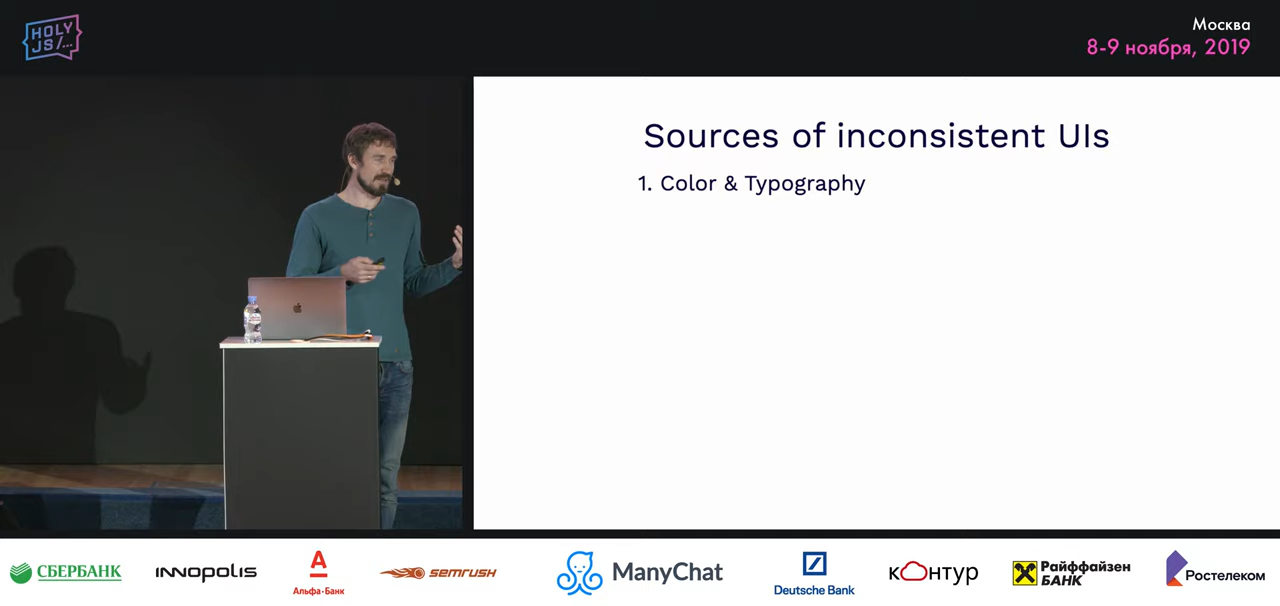 HOLY
JS/...
Москва
8-9 ноября, 2019
Sources of inconsistent UIs
1. Color & Typography
СБЕРБАНК
INNOPOLIS
Альфа·Банк
SEMRUSH
ManyChat
Deutsche Bank
контур
Райффайзен
БАНК
Ростелеком